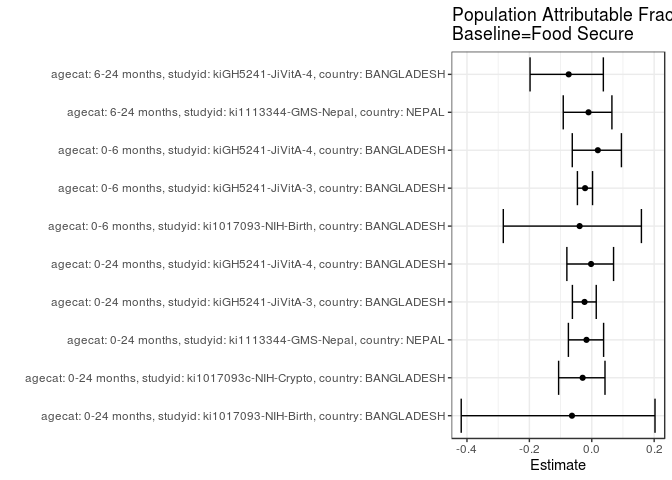 Population Attributable Frac
Baseline=Food Secure
agecat: 6-24 months, studyid: kiGH5241-JiVitA-4, country: BANGLADESH
agecat: 6-24 months, studyid: ki1113344-GMS-Nepal, country: NEPAL
agecat: 0-6 months, studyid: kiGH5241-JiVitA-4, country: BANGLADESH
agecat: 0-6 months, studyid: kiGH5241-JiVitA-3, country: BANGLADESH
agecat: 0-6 months, studyid: ki1017093-NIH-Birth, country: BANGLADESH
agecat: 0-24 months, studyid: kiGH5241-JiVitA-4, country: BANGLADESH
agecat: 0-24 months, studyid: kiGH5241-JiVitA-3, country: BANGLADESH
agecat: 0-24 months, studyid: ki1113344-GMS-Nepal, country: NEPAL
agecat: 0-24 months, studyid: ki1017093c-NIH-Crypto, country: BANGLADESH
agecat: 0-24 months, studyid: ki1017093-NIH-Birth, country: BANGLADESH
-0.4 -0.2 0.0 0.2
Estimate